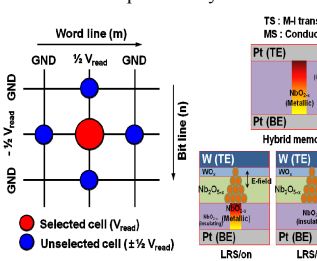 Word line (m)
GND ½ Vread GND
GND
- ½ Vread
GND
Bit line (n)
Selected cell (Vread)
Unselected cell (±½ Vread)
TS : M-I trans
MS : Conduc
Pt (TE)
NbO2-x
(Metallic)
Pt (BE)
Hybrid memo
W (TE) W (TE)
WOx WOx
E-field
Nb2O5-x Nb2O5-x
NbO2-x
(Metallic)
NbO2-x
(Insulating)
Pt (BE) Pt (BE)
LRS/on LRS/